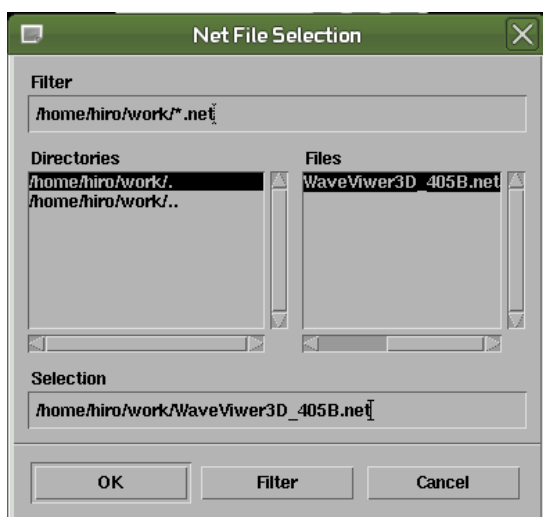 Net File Selection
Filter
/home/hiro/work/*.net
Directories
/home/hiro/work/.
/home/hiro/work/..
Files
WaveViwer3D_405B.net
Selection
/home/hiro/work/WaveViwer3D_405B.net
OK
Filter
Cancel